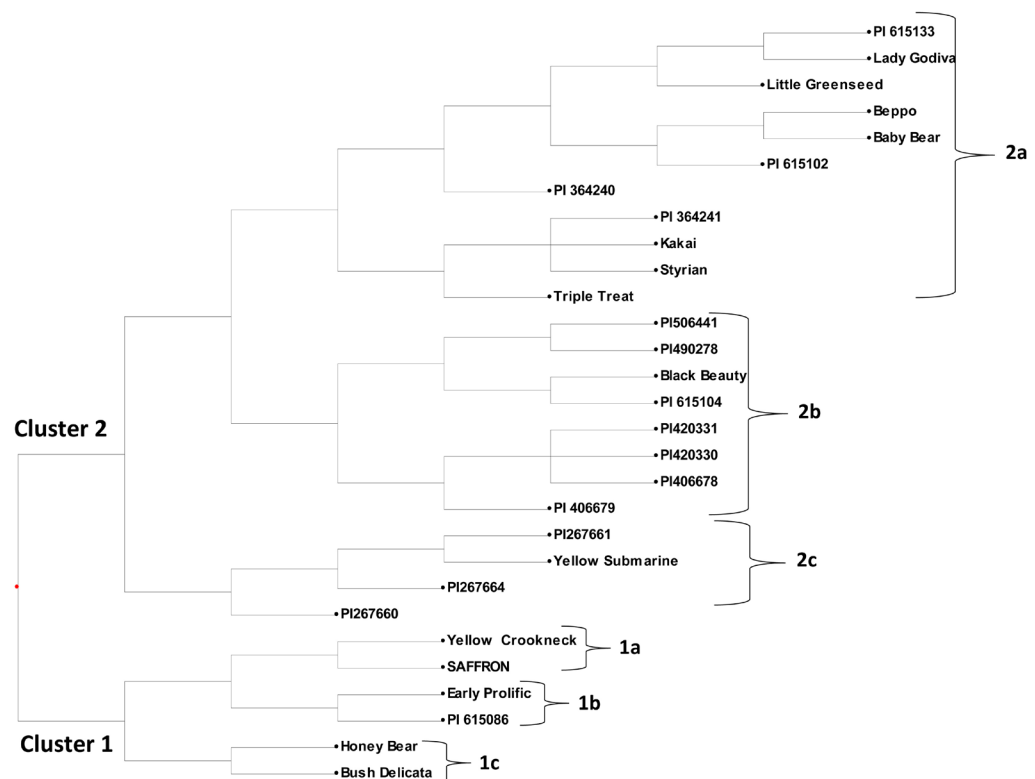 PI 615133
Lady Godiva
Little Greenseed
Beppo
Baby Bear
2a
PI 615102
PI 364240
PI 364241
Kakai
Styrian
Triple Treat
PI506441
PI490278
Black Beauty
PI 615104
2b
Cluster 2
PI420331
PI420330
PI406678
PI 406679
PI267661
Yellow Submarine
2c
PI267664
PI267660
Yellow Crookneck
1a
SAFFRON
Early Prolific
1b
PI 615086
Cluster 1
Honey Bear
1c
Bush Delicata